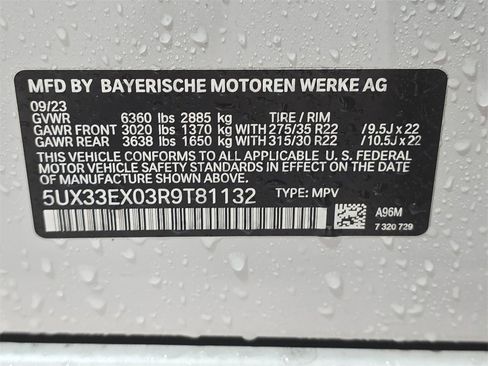 MFD BY BAYERISCHE MOTOREN WERKE AG
09/23
GVWR 6360 lbs 2885 kg TIRE / RIM
GAWR FRONT 3020 lbs 1370 kg WITH 275/35 R22 / 9.5J x 22
GAWR REAR 3638 lbs 1650 kg WITH 315/30 R22 / 10.5J x 22
THIS VEHICLE CONFORMS TO ALL APPLICABLE U. S. FEDERAL
MOTOR VEHICLE SAFETY STANDARDS IN EFFECT ON THE DATE
OF MANUFACTURE SHOWN ABOVE.
5UX33EX03R9T81132 TYPE: MPV
A96M
7 320 729